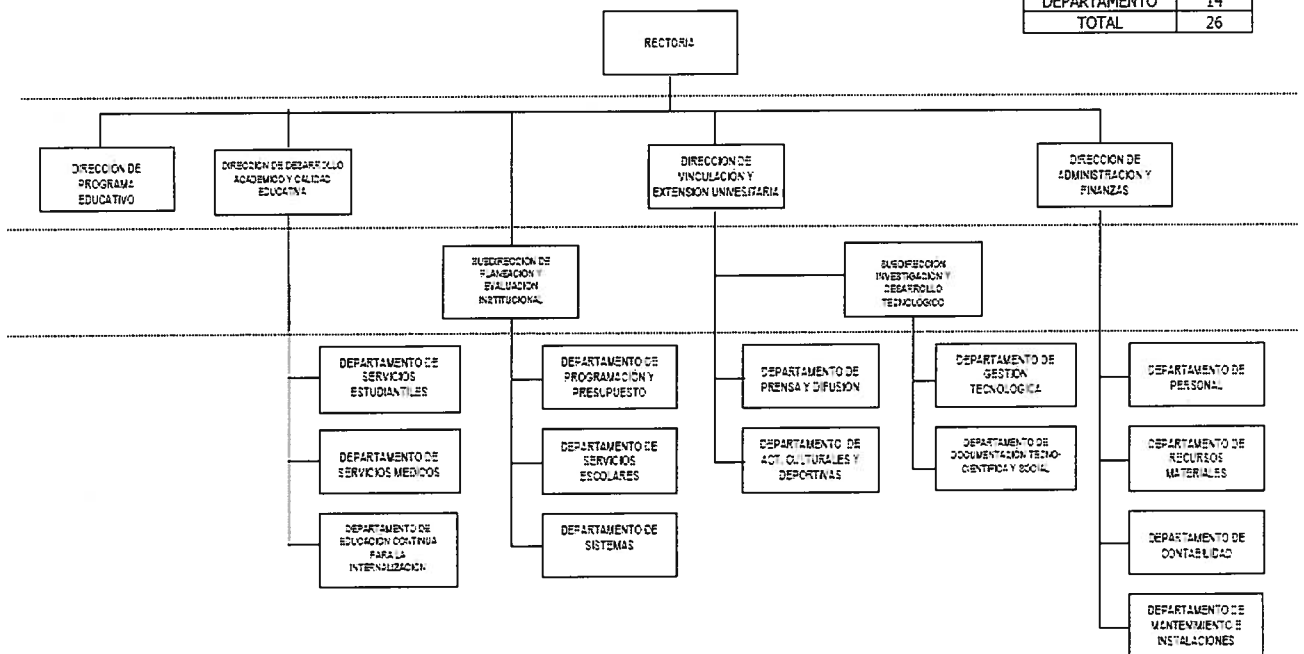 DEPARTAMENTO 14
TOTAL 26
RECTORIA
DIRECCIÓN DE
PROGRAMA
EDUCATIVO
DIRECCION DE DESARROLLO
ACADEMICO Y CALIDAD
EDUCATIVA
DIRECCION DE
VINCULACIÓN Y
EXTENSION UNIVESITARIA
DIRECCION DE
ADMINISTRACION Y
FINANZAS
SUBDIRECCION DE
PLANEACION Y
EVALUACION
INSTITUCIONAL
SUBDIRECCION
INVESTIGACION Y
DESARROLLO
TECNOLOGICO
DEPARTAMENTO DE
SERVICIOS
ESTUDIANTILES
DEPARTAMENTO DE
PROGRAMACIÓN Y
PRESUPUESTO
DEPARTAMENTO DE
PRENSA Y DIFUSION
DEPARTAMENTO DE
GESTION
TECNOLOGICA
DEPARTAMENTO DE
PERSONAL
DEPARTAMENTO DE
SERVICIOS MEDICOS
DEPARTAMENTO DE
SERVICIOS
ESCOLARES
DEPARTAMENTO DE
ACT. CULTURALES Y
DEPORTIVAS
DEPARTAMENTO DE
DOCUMENTACION TECNO-
CIENTIFICA Y SOCIAL
DEPARTAMENTO DE
RECURSOS
MATERIALES
DEPARTAMENTO DE
EDUCACION CONTINUA
PARA LA
INTERNALIZACION
DEPARTAMENTO DE
SISTEMAS
DEPARTAMENTO DE
CONTABILIDAD
DEPARTAMENTO DE
MANTENIMIENTO E
INSTALACIONES